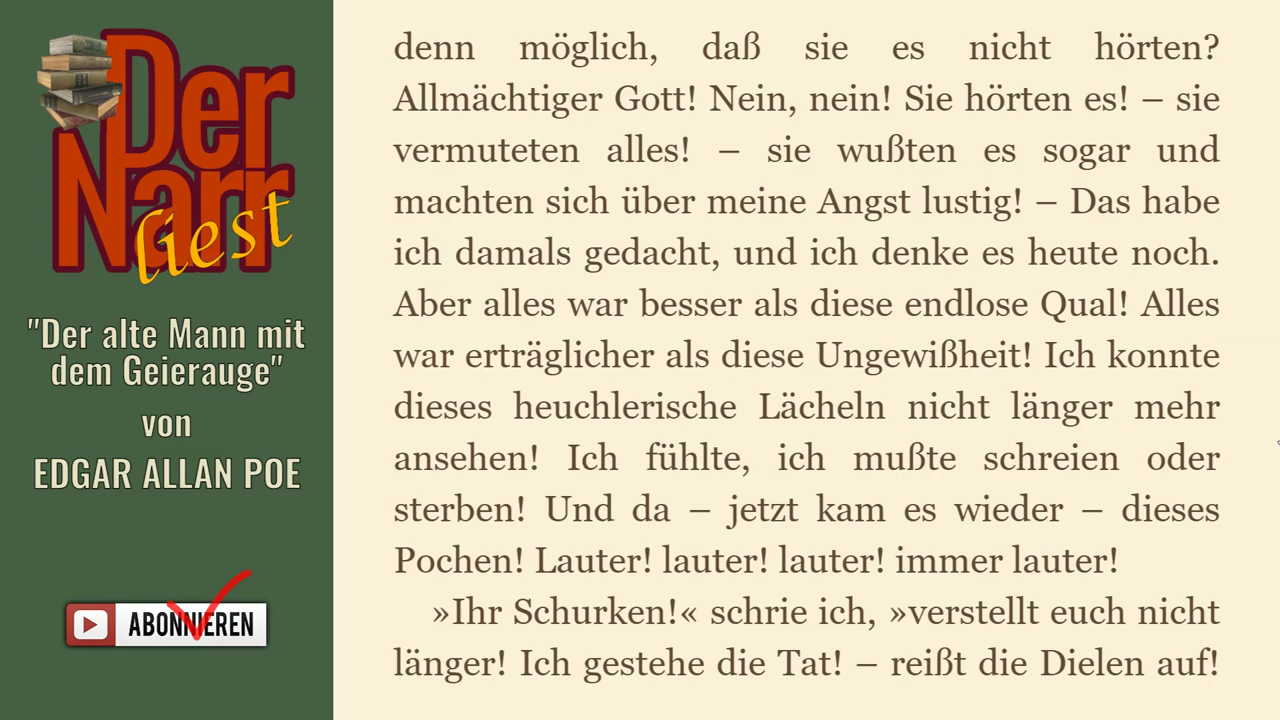 Der
Narr
liest
"Der alte Mann mit
dem Geierauge"
von
EDGAR ALLAN POE
ABONNIEREN
denn möglich, daß sie es nicht hörten?
Allmächtiger Gott! Nein, nein! Sie hörten es! – sie
vermuteten alles! – sie wußten es sogar und
machten sich über meine Angst lustig! – Das habe
ich damals gedacht, und ich denke es heute noch.
Aber alles war besser als diese endlose Qual! Alles
war erträglicher als diese Ungewißheit! Ich konnte
dieses heuchlerische Lächeln nicht länger mehr
ansehen! Ich fühlte, ich mußte schreien oder
sterben! Und da – jetzt kam es wieder – dieses
Pochen! Lauter! lauter! lauter! immer lauter!
»Ihr Schurken!« schrie ich, »verstellt euch nicht
länger! Ich gestehe die Tat! – reißt die Dielen auf!